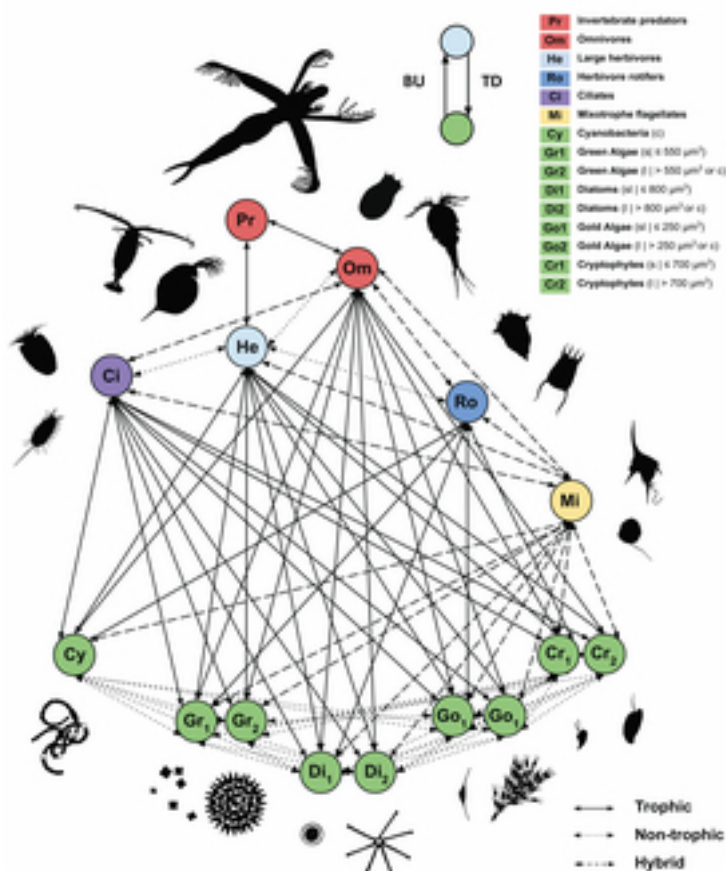 Pr Invertebrate predators
Om Omnivores
He Large herbivores
Ro Herbivore rotifers
Ci Ciliates
Mi Mixotrophe flagellates
Cy Cyanobacteria (c)
Gr1 Green Algae (s| ≤ 550 μm³)
Gr2 Green Algae (l | > 550 μm³ or c)
Di1 Diatoms (s| ≤ 800 μm³)
Di2 Diatoms (l | > 800 μm³ or c)
Go1 Gold Algae (s| ≤ 250 μm³)
Go2 Gold Algae (l | > 250 μm³ or c)
Cr1 Cryptophytes (s | ≤ 700 μm³)
Cr2 Cryptophytes (l | > 700 μm³)
BU TD
Pr
Om
He
Ci
Ro
Mi
Cy
Cr₁ Cr₂
Gr₁ Gr₂
Go₁ Go₁
Di₁ Di₂
Trophic
Non-trophic
Hybrid